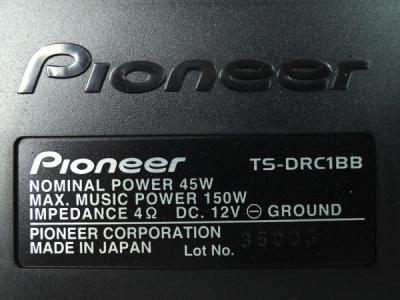 Pioneer
Pioneer TS-DRC1BB
NOMINAL POWER 45W
MAX. MUSIC POWER 150W
IMPEDANCE 4Ω DC. 12V ⊖ GROUND
PIONEER CORPORATION
MADE IN JAPAN Lot No.